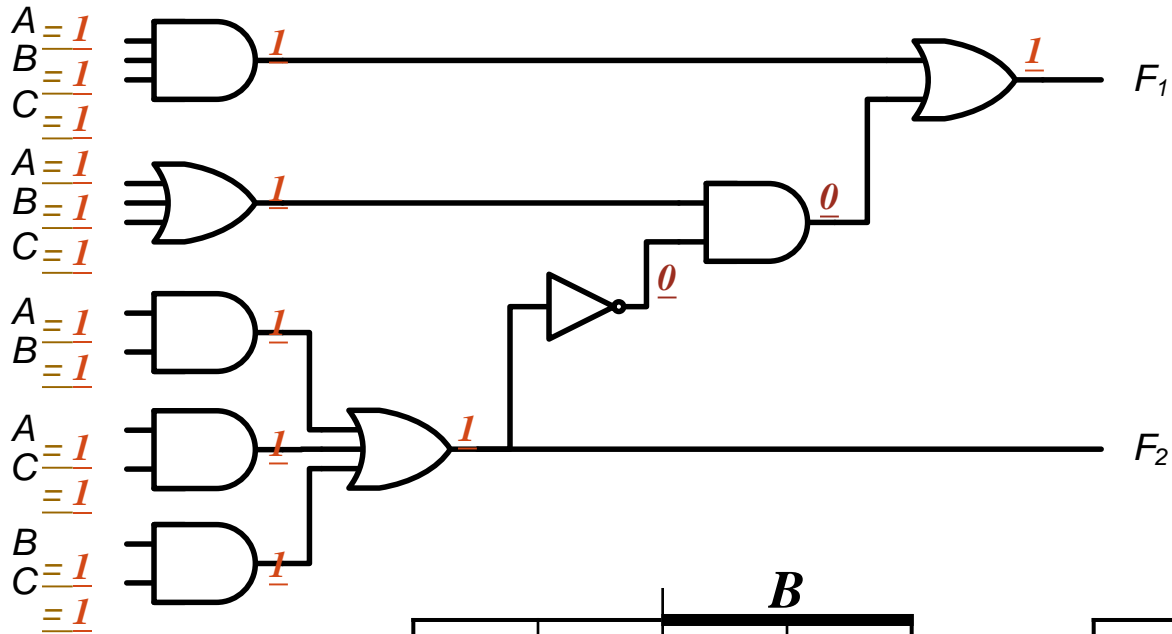 A = 1
1
1
B = 1
F1
C = 1
A = 1
1
0
B = 1
C = 1
0
A = 1
1
B = 1
A = 1
1
1
F2
C = 1
B = 1
1
C = 1
B